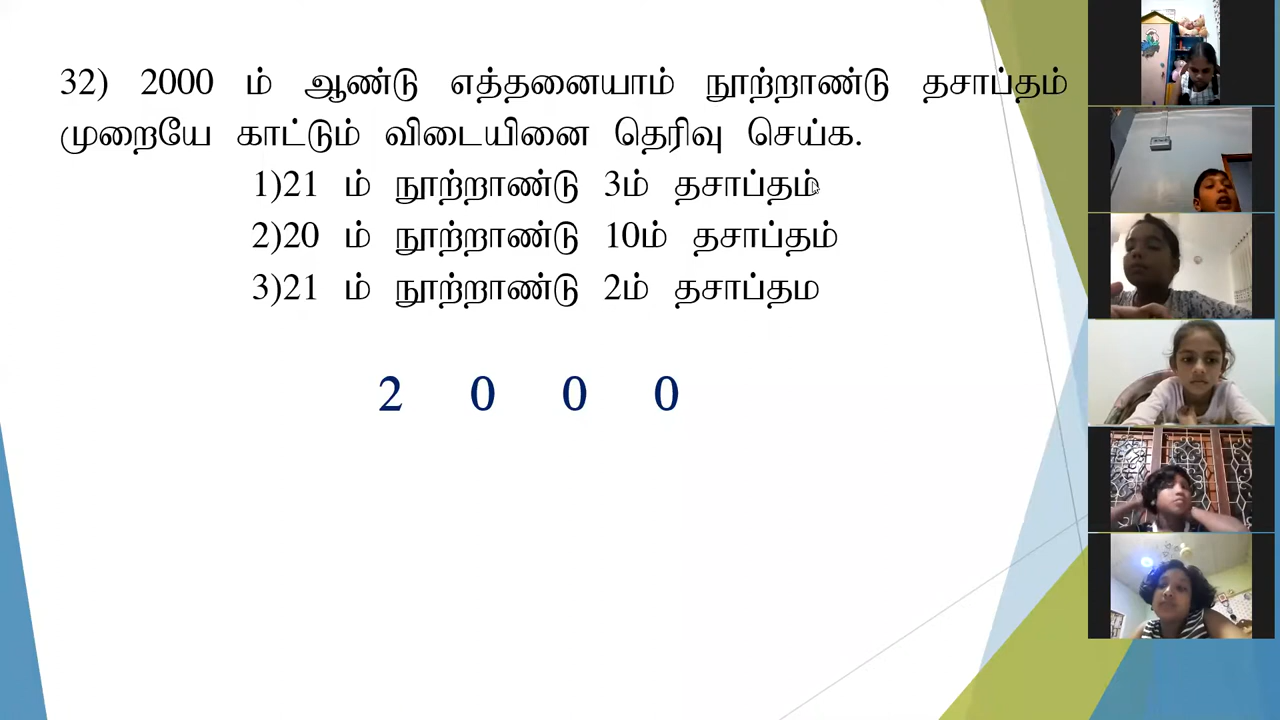 32) 2000 ம் ஆண்டு எத்தனையாம் நூற்றாண்டு தசாப்தம்
முறையே காட்டும் விடையினை தெரிவு செய்க.
1)21 ம் நூற்றாண்டு 3ம் தசாப்தம்
2)20 ம் நூற்றாண்டு 10ம் தசாப்தம்
3)21 ம் நூற்றாண்டு 2ம் தசாப்தம
2 0 0 0